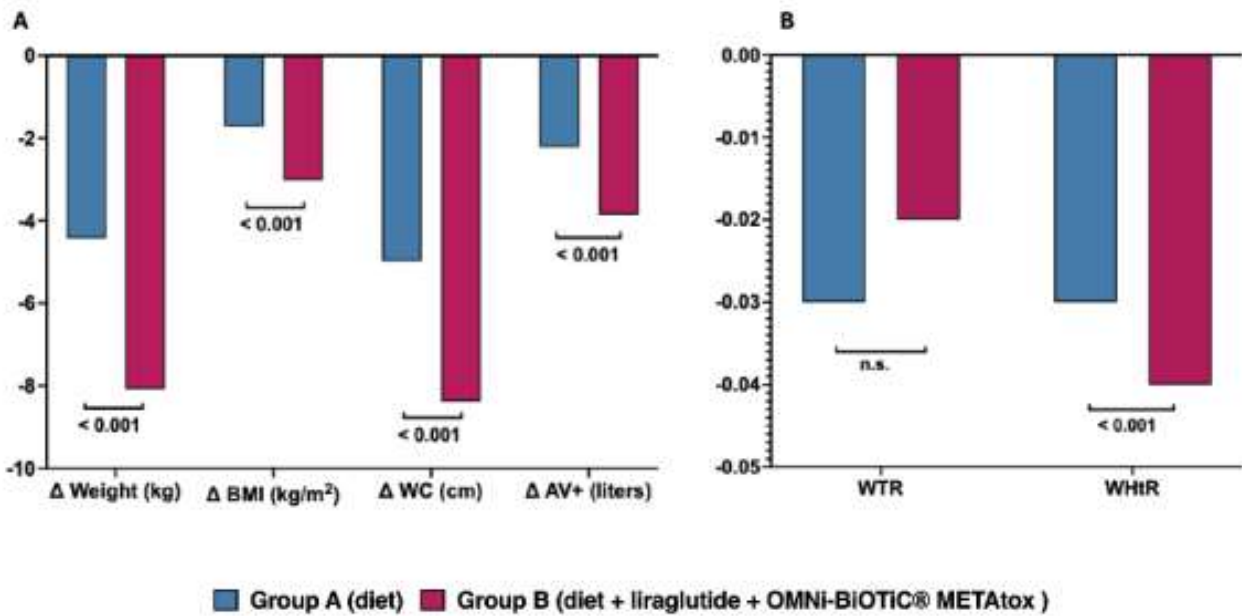 A
0
-2
-4
-6
-8
-10
< 0.001
< 0.001
< 0.001
< 0.001
Δ Weight (kg)
Δ BMI (kg/m²)
Δ WC (cm)
Δ AV+ (liters)
B
0.00
-0.01
-0.02
-0.03
-0.04
-0.05
n.s.
< 0.001
WTR
WHtR
Group A (diet)
Group B (diet + liraglutide + OMNi-BiOTiC® METAtox )